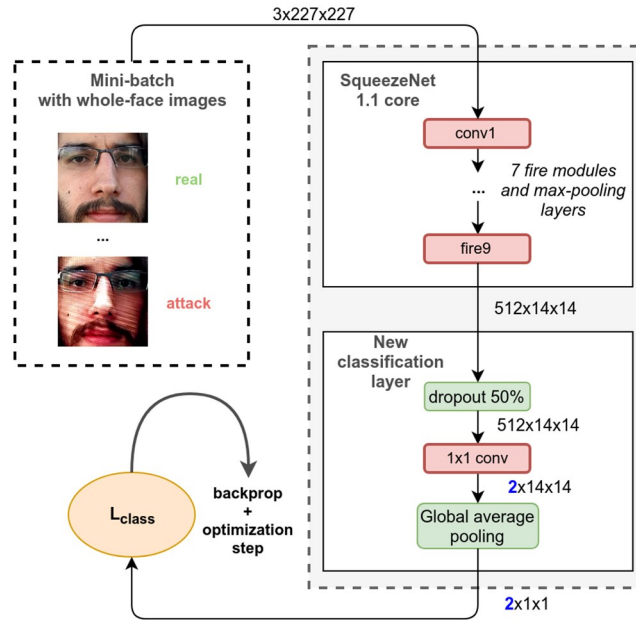 3x227x227
Mini-batch
with whole-face images
real
...
attack
SqueezeNet
1.1 core
conv1
...
7 fire modules
and max-pooling
layers
fire9
512x14x14
New
classification
layer
dropout 50%
512x14x14
1x1 conv
2x14x14
Global average
pooling
2x1x1
Lclass
backprop
+
optimization
step